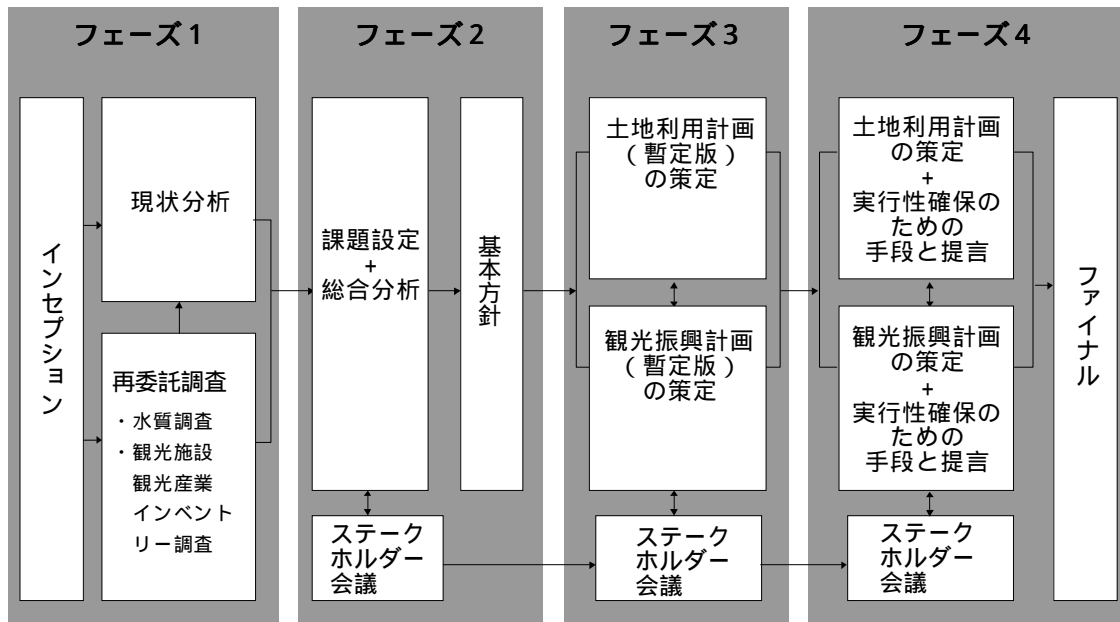 フェーズ1
インセプション
現状分析
再委託調査
・水質調査
・観光施設
観光産業
インベント
リー調査
フェーズ2
課題設定
+
総合分析
基本方針
ステーク
ホルダー
会議
フェーズ3
土地利用計画
(暫定版)
の策定
観光振興計画
(暫定版)
の策定
ステーク
ホルダー
会議
フェーズ4
土地利用計画
の策定
+
実行性確保の
ための
手段と提言
観光振興計画
の策定
+
実行性確保の
ための
手段と提言
ステーク
ホルダー
会議
ファイナル